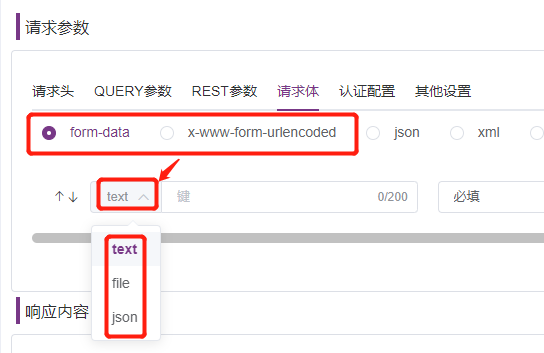 请求参数
请求头 QUERY参数 REST参数 请求体 认证配置 其他设置
form-data x-www-form-urlencoded json xml
↑↓ text 键 0/200 必填
text
file
json
响应内容